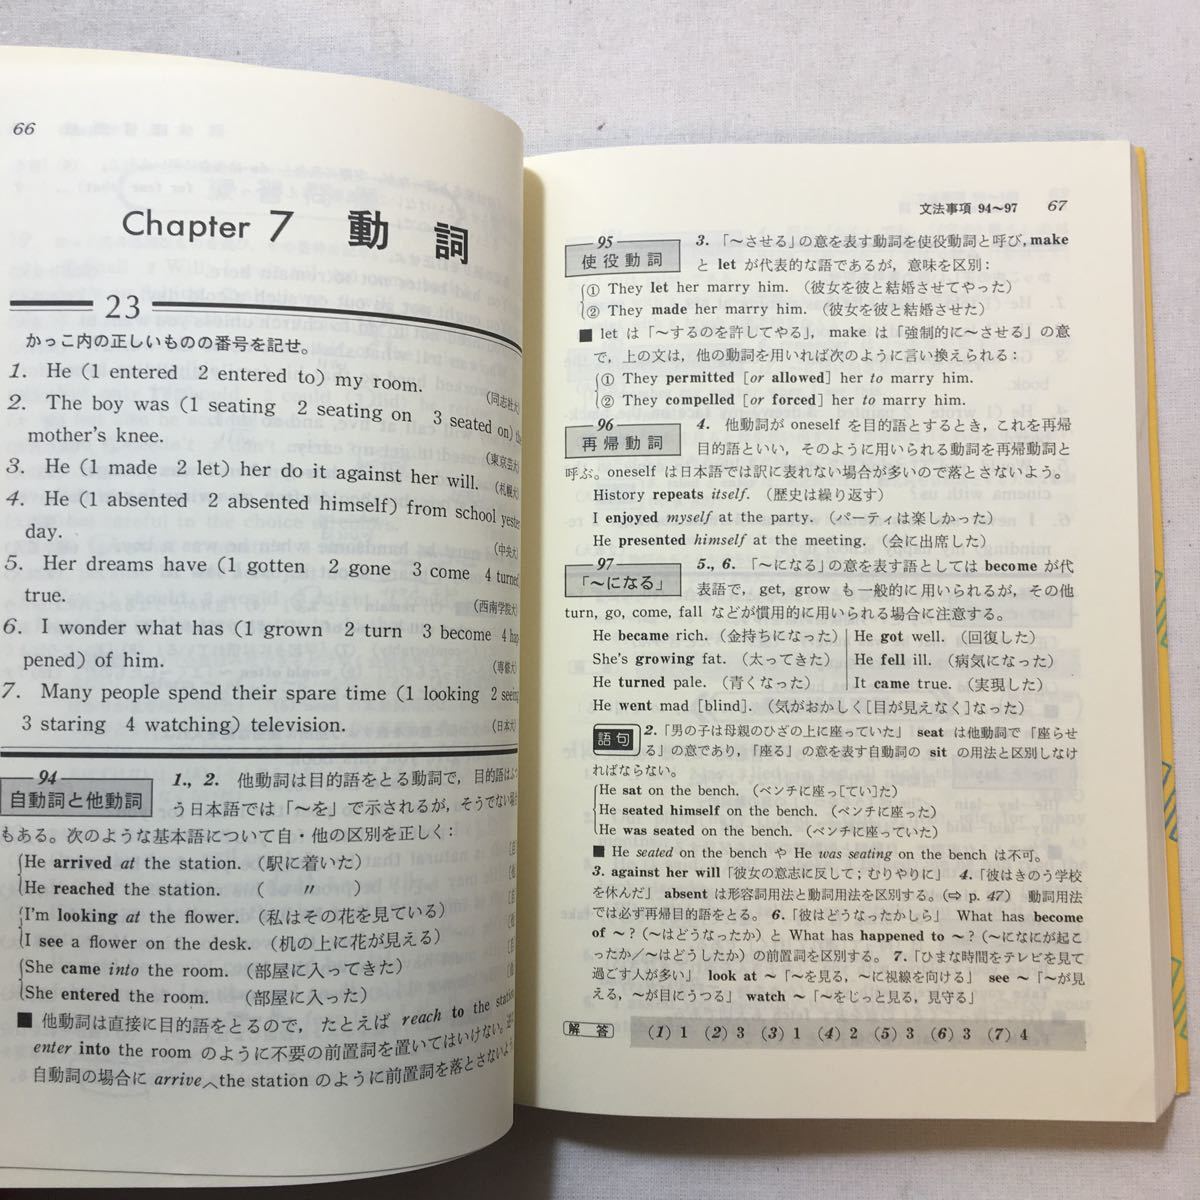 66
Chapter 7 動 詞
23
かっこ内の正しいものの番号を記せ。
1. He (1 entered 2 entered to) my room. (同志社大)
2. The boy was (1 seating 2 seating on 3 seated on) the
mother's knee. (東京芸大)
3. He (1 made 2 let) her do it against her will. (札幌大)
4. He (1 absented 2 absented himself) from school yester
day. (中央大)
5. Her dreams have (1 gotten 2 gone 3 come 4 turned
true. (西南学院大)
6. I wonder what has (1 grown 2 turn 3 become 4 hap
pened) of him. (専修大)
7. Many people spend their spare time (1 looking 2 seeing
3 staring 4 watching) television. (日本大)
94
自動詞と他動詞
1., 2. 他動詞は目的語をとる動詞で，目的語はふつ
う日本語では「〜を」で示されるが，そうでない場合
もある。次のような基本語について自・他の区別を正しく：
He arrived at the station. （駅に着いた）
He reached the station. （ 〃 ）
I'm looking at the flower. （私はその花を見ている）
I see a flower on the desk. （机の上に花が見える）
She came into the room. （部屋に入ってきた）
She entered the room. （部屋に入った）
■ 他動詞は直接に目的語をとるので，たとえば reach to the station
enter into the room のように不要の前置詞を置いてはいけない。逆に
自動詞の場合に arrive‸the station のように前置詞を落とさないよう
文法事項 94〜97 67
95
使役動詞
3. 「〜させる」の意を表す動詞を使役動詞と呼び，make
と let が代表的な語であるが，意味を区別：
① They let her marry him. （彼女を彼と結婚させてやった）
② They made her marry him. （彼女を彼と結婚させた）
■ let は「〜するのを許してやる」，make は「強制的に〜させる」の意
で，上の文は，他の動詞を用いれば次のように言い換えられる：
① They permitted [or allowed] her to marry him.
② They compelled [or forced] her to marry him.
96
再帰動詞
4. 他動詞が oneself を目的語とするとき，これを再帰
目的語といい，そのように用いられる動詞を再帰動詞と
呼ぶ。oneself は日本語では訳に表れない場合が多いので落とさないよう。
History repeats itself. （歴史は繰り返す）
I enjoyed myself at the party. （パーティは楽しかった）
He presented himself at the meeting. （会に出席した）
97
「〜になる」
5., 6. 「〜になる」の意を表す語としては become が代
表語で，get, grow も一般的に用いられるが，その他
turn, go, come, fall などが慣用的に用いられる場合に注意する。
He became rich. （金持ちになった） He got well. （回復した）
She's growing fat. （太ってきた） He fell ill. （病気になった）
He turned pale. （青くなった） It came true. （実現した）
He went mad [blind]. （気がおかしく[目が見えなく]なった）
語句 2. 「男の子は母親のひざの上に座っていた」 seat は他動詞で「座らせ
る」の意であり，「座る」の意を表す自動詞の sit の用法と区別しなけ
ればならない。
He sat on the bench. （ベンチに座っ[てい]た）
He seated himself on the bench. （ベンチに座った）
He was seated on the bench. （ベンチに座っていた）
■ He seated on the bench や He was seating on the bench は不可。
3. against her will「彼女の意志に反して；むりやりに」 4. 「彼はきのう学校
を休んだ」 absent は形容詞用法と動詞用法を区別する。(⇨ p. 47) 動詞用法
では必ず再帰目的語をとる。 6. 「彼はどうなったかしら」 What has become
of 〜？(〜はどうなったか) と What has happened to 〜？(〜になにが起こ
ったか/〜はどうしたか) の前置詞を区別する。 7. 「ひまな時間をテレビを見て
過ごす人が多い」 look at 〜「〜を見る，〜に視線を向ける」 see 〜「〜が見
える，〜が目にうつる」 watch 〜「〜をじっと見る，見守る」
解 答 (1) 1 (2) 3 (3) 1 (4) 2 (5) 3 (6) 3 (7) 4